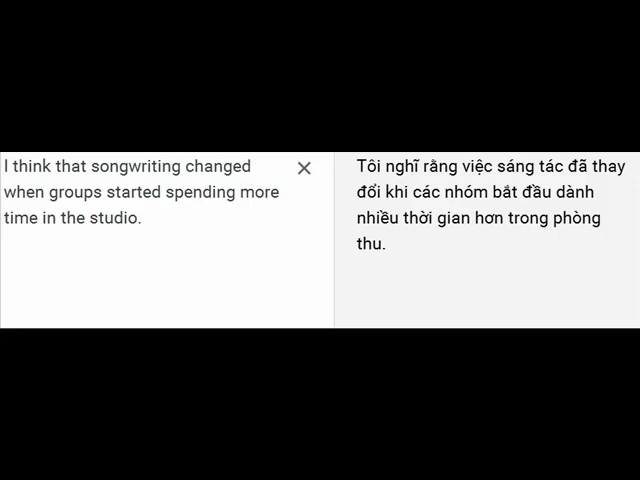 I think that songwriting changed
when groups started spending more
time in the studio.
Tôi nghĩ rằng việc sáng tác đã thay
đổi khi các nhóm bắt đầu dành
nhiều thời gian hơn trong phòng
thu.